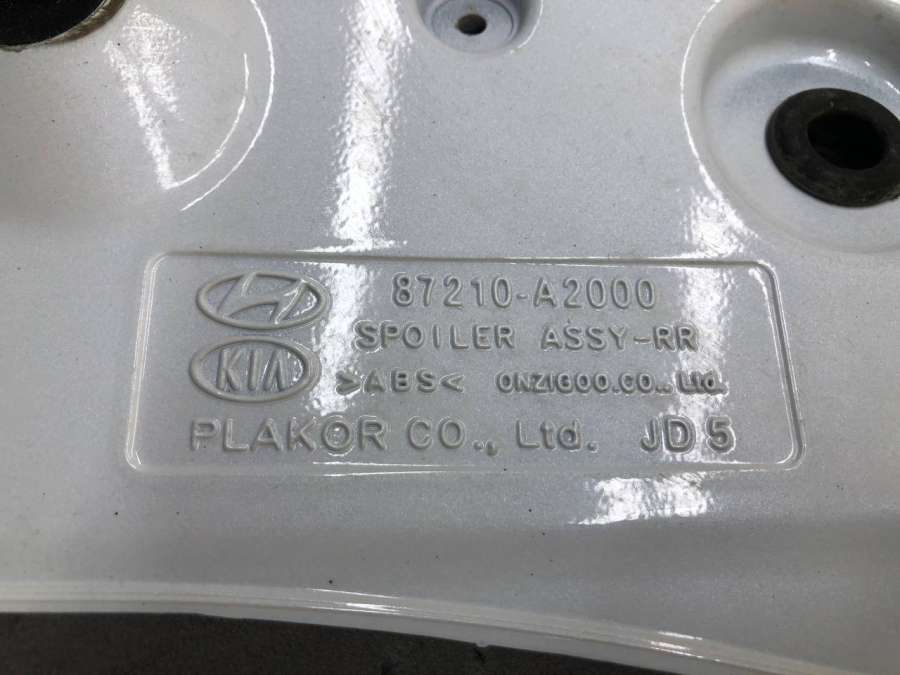 87210-A2000
SPOILER ASSY-RR
KIA >ABS< ONZIGOO.CO., Ltd.
PLAKOR CO., Ltd. JD5